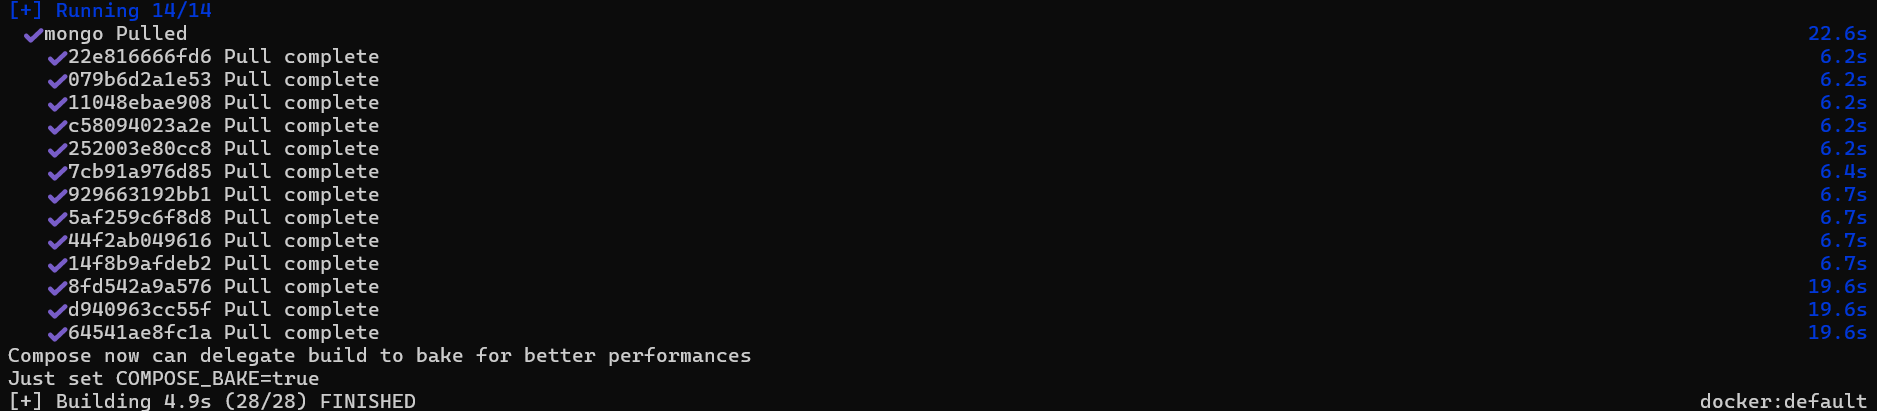 [+] Running 14/14
✔mongo Pulled 22.6s
✔22e816666fd6 Pull complete 6.2s
✔079b6d2a1e53 Pull complete 6.2s
✔11048ebae908 Pull complete 6.2s
✔c58094023a2e Pull complete 6.2s
✔252003e80cc8 Pull complete 6.2s
✔7cb91a976d85 Pull complete 6.4s
✔929663192bb1 Pull complete 6.7s
✔5af259c6f8d8 Pull complete 6.7s
✔44f2ab049616 Pull complete 6.7s
✔14f8b9afdeb2 Pull complete 6.7s
✔8fd542a9a576 Pull complete 19.6s
✔d940963cc55f Pull complete 19.6s
✔64541ae8fc1a Pull complete 19.6s
Compose now can delegate build to bake for better performances
Just set COMPOSE_BAKE=true
[+] Building 4.9s (28/28) FINISHED docker:default